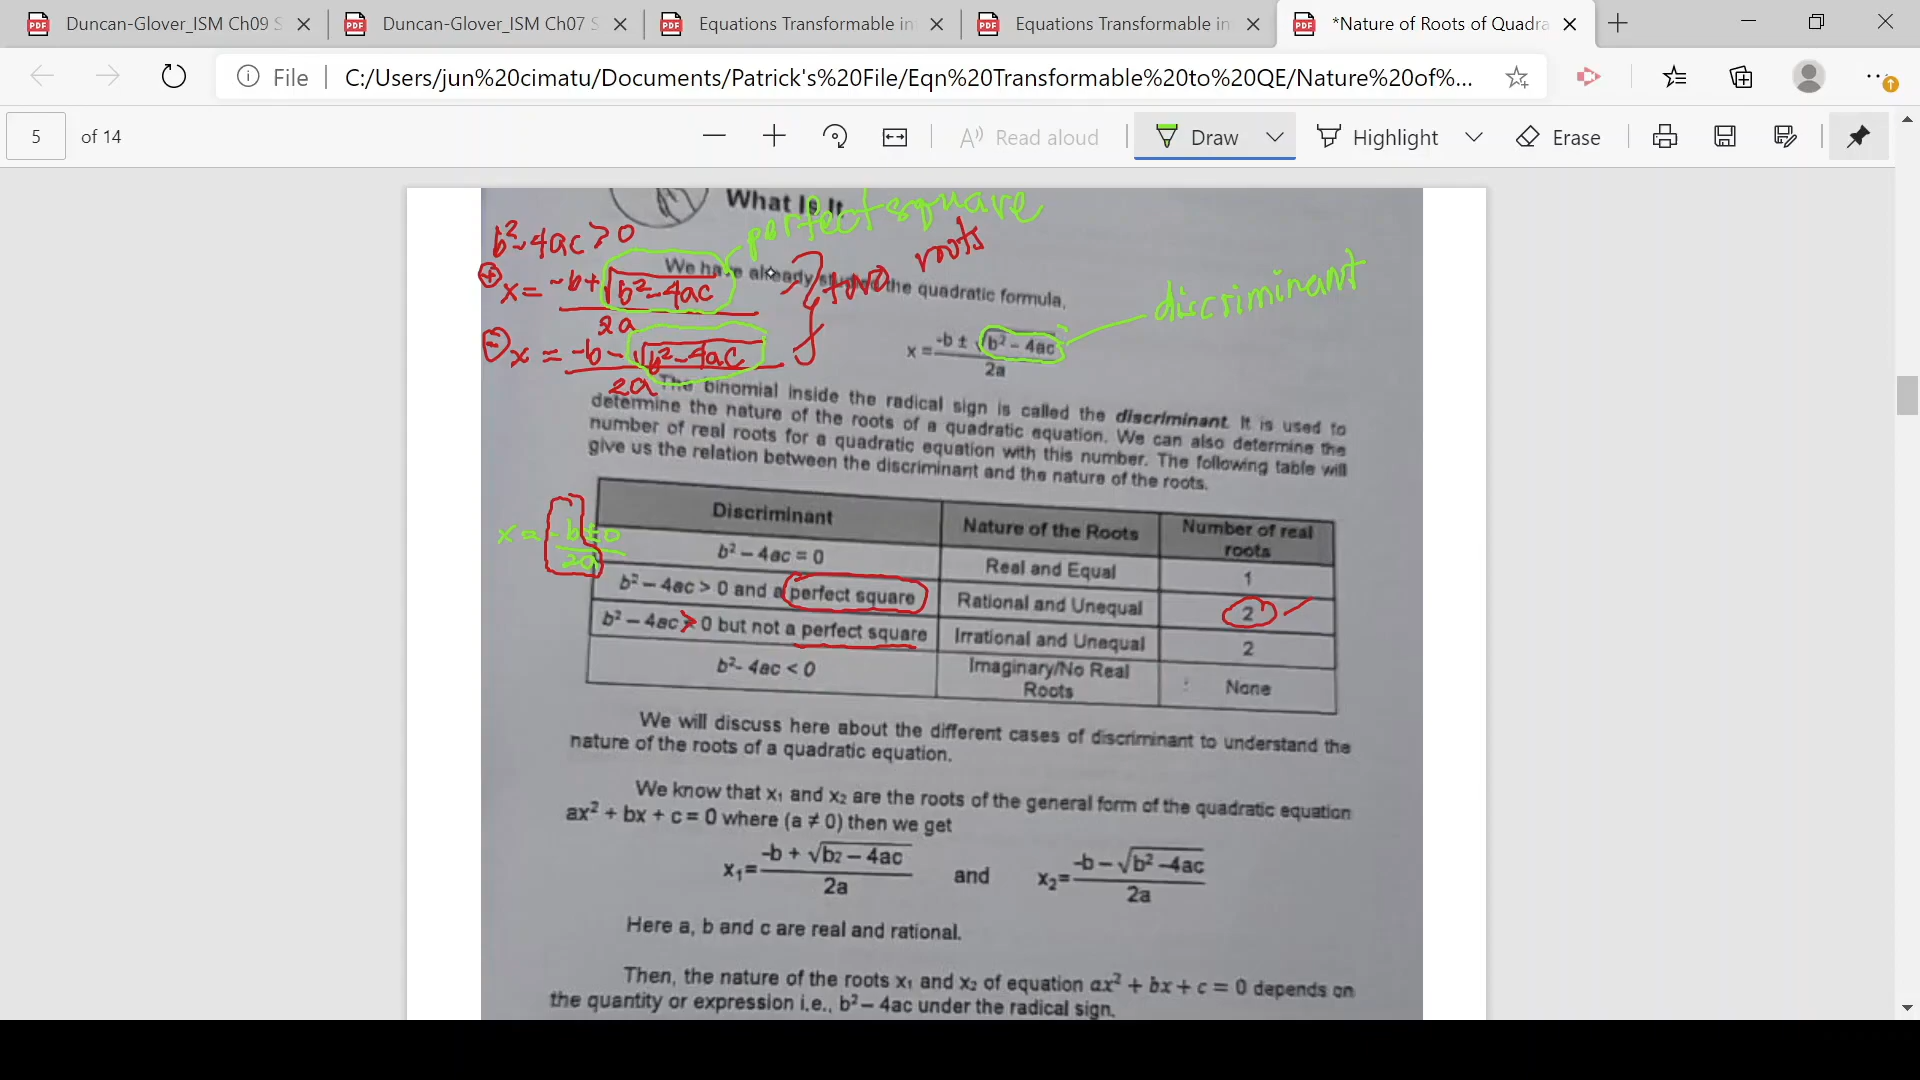 Duncan-Glover_ISM Ch09 S
Duncan-Glover_ISM Ch07 S
Equations Transformable in
Equations Transformable in
*Nature of Roots of Quadra
File
C:/Users/jun%20cimatu/Documents/Patrick's%20File/Eqn%20Transformable%20to%20QE/Nature%20of%...
5 of 14
Read aloud
Draw
Highlight
Erase
What Is It
perfect square
b²-4ac > 0
two roots
We have already studied the quadratic formula,
+ x = -b + √b²-4ac
2a
discriminant
- x = -b - √b²-4ac
2a
x = -b ± √b² – 4ac
2a
The binomial inside the radical sign is called the discriminant. It is used to
determine the nature of the roots of a quadratic equation. We can also determine the
number of real roots for a quadratic equation with this number. The following table will
give us the relation between the discriminant and the nature of the roots.
x = -b ± 0
2a
Discriminant Nature of the Roots Number of real roots
b² – 4ac = 0 Real and Equal 1
b² – 4ac > 0 and a perfect square Rational and Unequal 2
b² – 4ac > 0 but not a perfect square Irrational and Unequal 2
b²- 4ac < 0 Imaginary/No Real Roots None
We will discuss here about the different cases of discriminant to understand the
nature of the roots of a quadratic equation.
We know that x₁ and x₂ are the roots of the general form of the quadratic equation
ax² + bx + c = 0 where (a ≠ 0) then we get
x₁= -b + √b2 – 4ac
2a
and
x₂= -b – √b² –4ac
2a
Here a, b and c are real and rational.
Then, the nature of the roots x₁ and x₂ of equation ax² + bx + c = 0 depends on
the quantity or expression i.e., b² – 4ac under the radical sign.